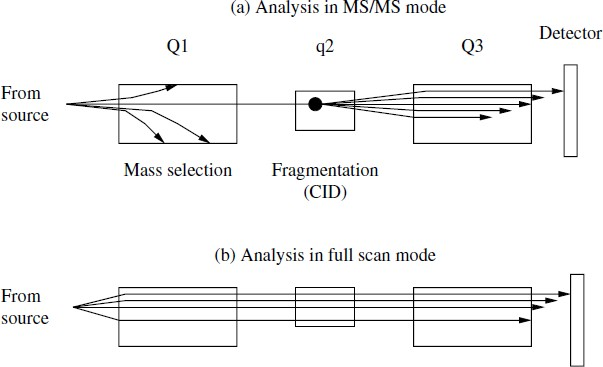 (a) Analysis in MS/MS mode
Q1 q2 Q3 Detector
From
source
Mass selection Fragmentation
(CID)
(b) Analysis in full scan mode
From
source